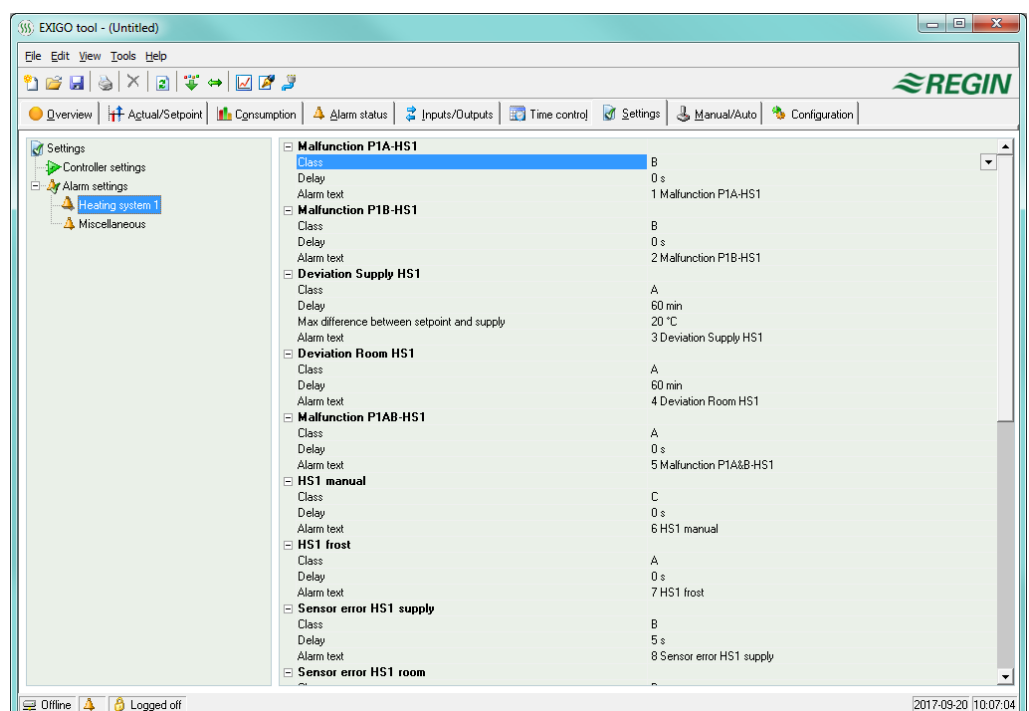 EXIGO tool - (Untitled)
File Edit View Tools Help
REGIN
Overview Actual/Setpoint Consumption Alarm status Inputs/Outputs Time control Settings Manual/Auto Configuration
Settings
Controller settings
Alarm settings
Heating system 1
Miscellaneous
Malfunction P1A-HS1
Class B
Delay 0 s
Alarm text 1 Malfunction P1A-HS1
Malfunction P1B-HS1
Class B
Delay 0 s
Alarm text 2 Malfunction P1B-HS1
Deviation Supply HS1
Class A
Delay 60 min
Max difference between setpoint and supply 20 °C
Alarm text 3 Deviation Supply HS1
Deviation Room HS1
Class A
Delay 60 min
Alarm text 4 Deviation Room HS1
Malfunction P1AB-HS1
Class A
Delay 0 s
Alarm text 5 Malfunction P1A&B-HS1
HS1 manual
Class C
Delay 0 s
Alarm text 6 HS1 manual
HS1 frost
Class A
Delay 0 s
Alarm text 7 HS1 frost
Sensor error HS1 supply
Class B
Delay 5 s
Alarm text 8 Sensor error HS1 supply
Sensor error HS1 room
Offline Logged off 2017-09-20 10:07:04